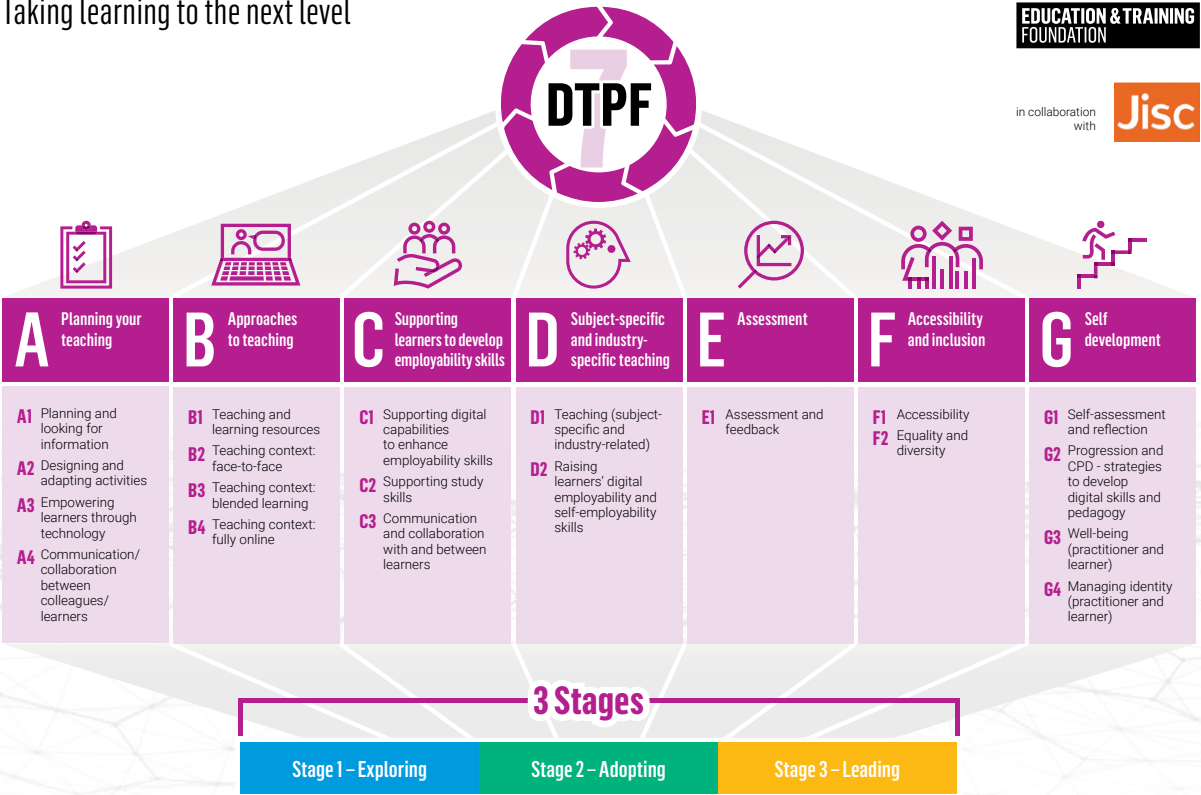 Taking learning to the next level
EDUCATION & TRAINING
FOUNDATION
in collaboration
with
Jisc
7
DTPF
A
Planning your
teaching
A1 Planning and
looking for
information
A2 Designing and
adapting activities
A3 Empowering
learners through
technology
A4 Communication/
collaboration
between
colleagues/
learners
B
Approaches
to teaching
B1 Teaching and
learning resources
B2 Teaching context:
face-to-face
B3 Teaching context:
blended learning
B4 Teaching context:
fully online
C
Supporting
learners to develop
employability skills
C1 Supporting digital
capabilities
to enhance
employability skills
C2 Supporting study
skills
C3 Communication
and collaboration
with and between
learners
D
Subject-specific
and industry-
specific teaching
D1 Teaching (subject-
specific and
industry-related)
D2 Raising
learners’ digital
employability and
self-employability
skills
E
Assessment
E1 Assessment and
feedback
F
Accessibility
and inclusion
F1 Accessibility
F2 Equality and
diversity
G
Self
development
G1 Self-assessment
and reflection
G2 Progression and
CPD - strategies
to develop
digital skills and
pedagogy
G3 Well-being
(practitioner and
learner)
G4 Managing identity
(practitioner and
learner)
3 Stages
Stage 1 – Exploring
Stage 2 – Adopting
Stage 3 – Leading